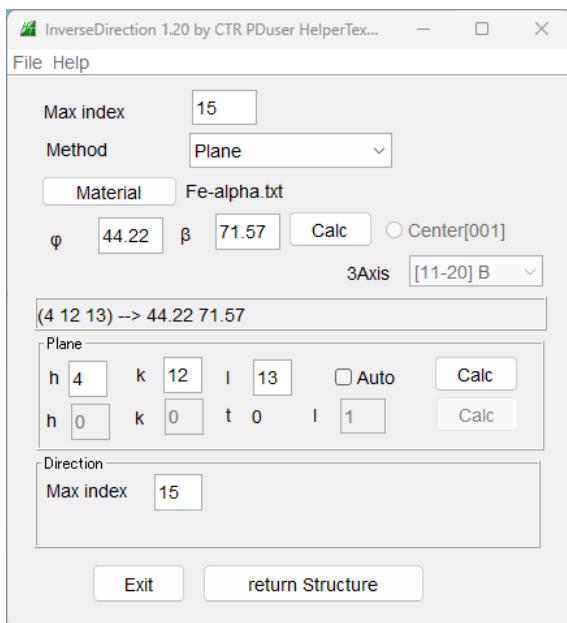 InverseDirection 1.20 by CTR PDuser HelperTex...
File Help
Max index 15
Method Plane
Material Fe-alpha.txt
φ 44.22 β 71.57 Calc Center[001]
3Axis [11-20] B
(4 12 13) --> 44.22 71.57
Plane
h 4 k 12 l 13 Auto Calc
h 0 k 0 t 0 l 1 Calc
Direction
Max index 15
Exit return Structure